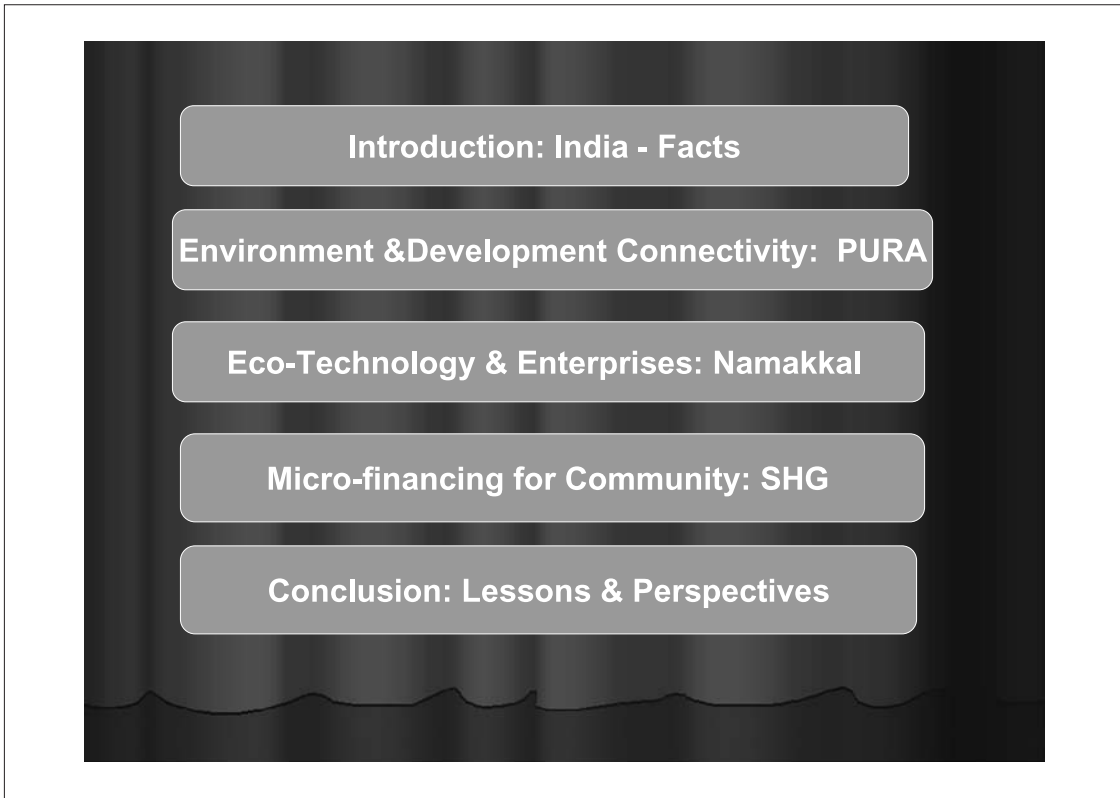 Introduction: India - Facts
Environment &Development Connectivity: PURA
Eco-Technology & Enterprises: Namakkal
Micro-financing for Community: SHG
Conclusion: Lessons & Perspectives